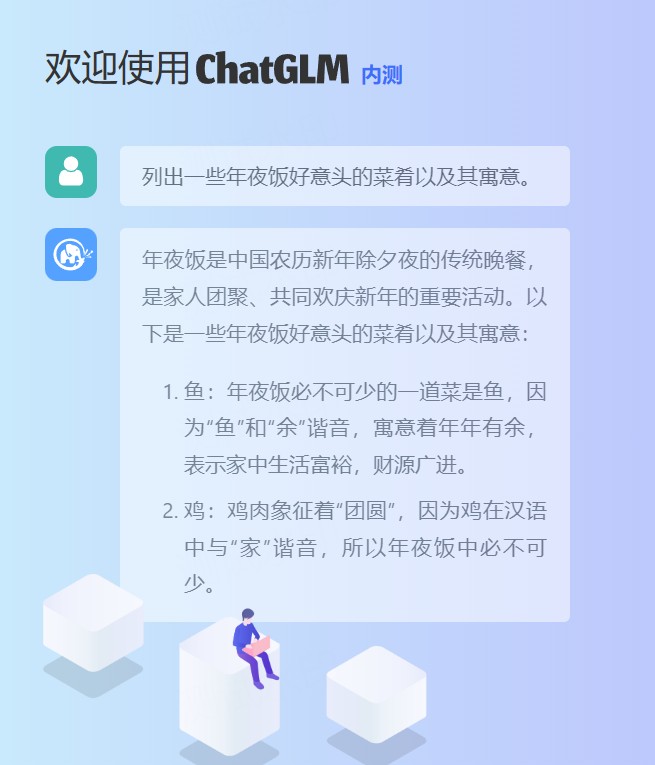 欢迎使用 ChatGLM 内测
列出一些年夜饭好意头的菜肴以及其寓意。
年夜饭是中国农历新年除夕夜的传统晚餐，
是家人团聚、共同欢庆新年的重要活动。以
下是一些年夜饭好意头的菜肴以及其寓意：
1. 鱼：年夜饭必不可少的一道菜是鱼，因
为“鱼”和“余”谐音，寓意着年年有余，
表示家中生活富裕，财源广进。
2. 鸡：鸡肉象征着“团圆”，因为鸡在汉语
中与“家”谐音，所以年夜饭中必不可
少。